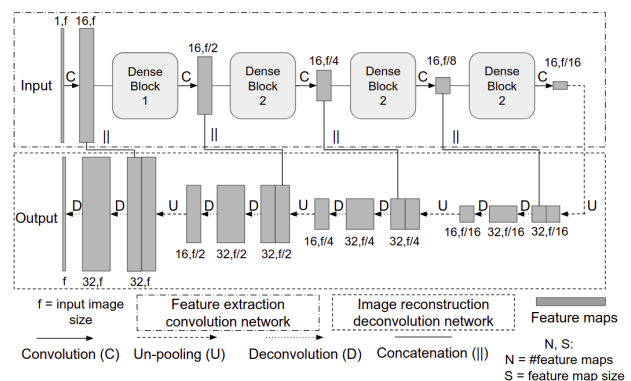 1,f 16,f
16,f/2
16,f/4
16,f/8
16,f/16
Input
C
Dense
Block
1
C
Dense
Block
2
C
Dense
Block
2
C
Dense
Block
2
C
||
||
||
||
Output
D
D
D
U
D
D
U
D
D
U
D
D
U
f
32,f
32,f
16,f/2
32,f/2
32,f/2
16,f/4
32,f/4
32,f/4
16,f/16
32,f/16
32,f/16
f = input image
size
Feature extraction
convolution network
Image reconstruction
deconvolution network
Feature maps
Convolution (C)
Un-pooling (U)
Deconvolution (D)
Concatenation (||)
N, S:
N = #feature maps
S = feature map size